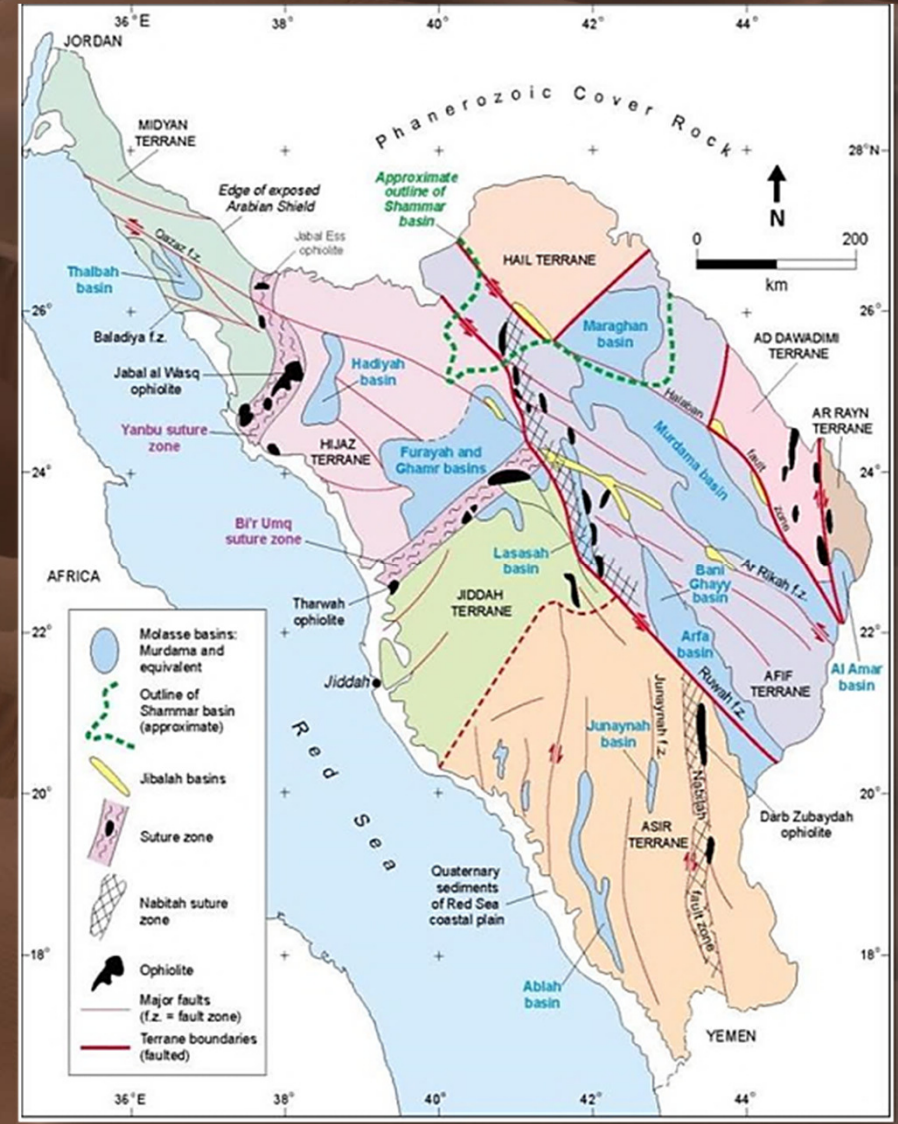 36°E
38°
40°
42°
44°
JORDAN
Phanerozoic Cover Rock
MIDYAN
TERRANE
28°N
Approximate
outline of
Shammar
basin
Edge of exposed
Arabian Shield
N
Qazaz f.z.
Jabal Ess
ophiolite
0
200
km
HAIL TERRANE
Thalbah
basin
26°
26°
Maraghan
basin
Baladiya f.z.
AD DAWADIMI
TERRANE
Jabal al Wasq
ophiolite
Hadiyah
basin
Halaban
fault
zone
AR RAYN
TERRANE
Yanbu suture
zone
HIJAZ
TERRANE
Furayah and
Ghamr basins
Murdama basin
24°
24°
Bi'r Umq
suture zone
Lasasah
basin
Bani
Ghayy
basin
Ar Rikah f.z.
AFRICA
JIDDAH
TERRANE
Tharwah
ophiolite
22°
22°
Arfa
basin
Al Amar
basin
Jiddah
Ruwah f.z.
AFIF
TERRANE
Red Sea
Junaynah
basin
Junaynah f.z.
Nabitah
fault zone
20°
20°
Darb Zubaydah
ophiolite
ASIR
TERRANE
Quaternary
sediments
of Red Sea
coastal plain
18°
18°
Ablah
basin
YEMEN
Molasse basins:
Murdama and
equivalent
Outline of
Shammar basin
(approximate)
Jibalah basins
Suture zone
Nabitah suture
zone
Ophiolite
Major faults
(f.z. = fault zone)
Terrane boundaries
(faulted)
36°E
38°
40°
42°
44°